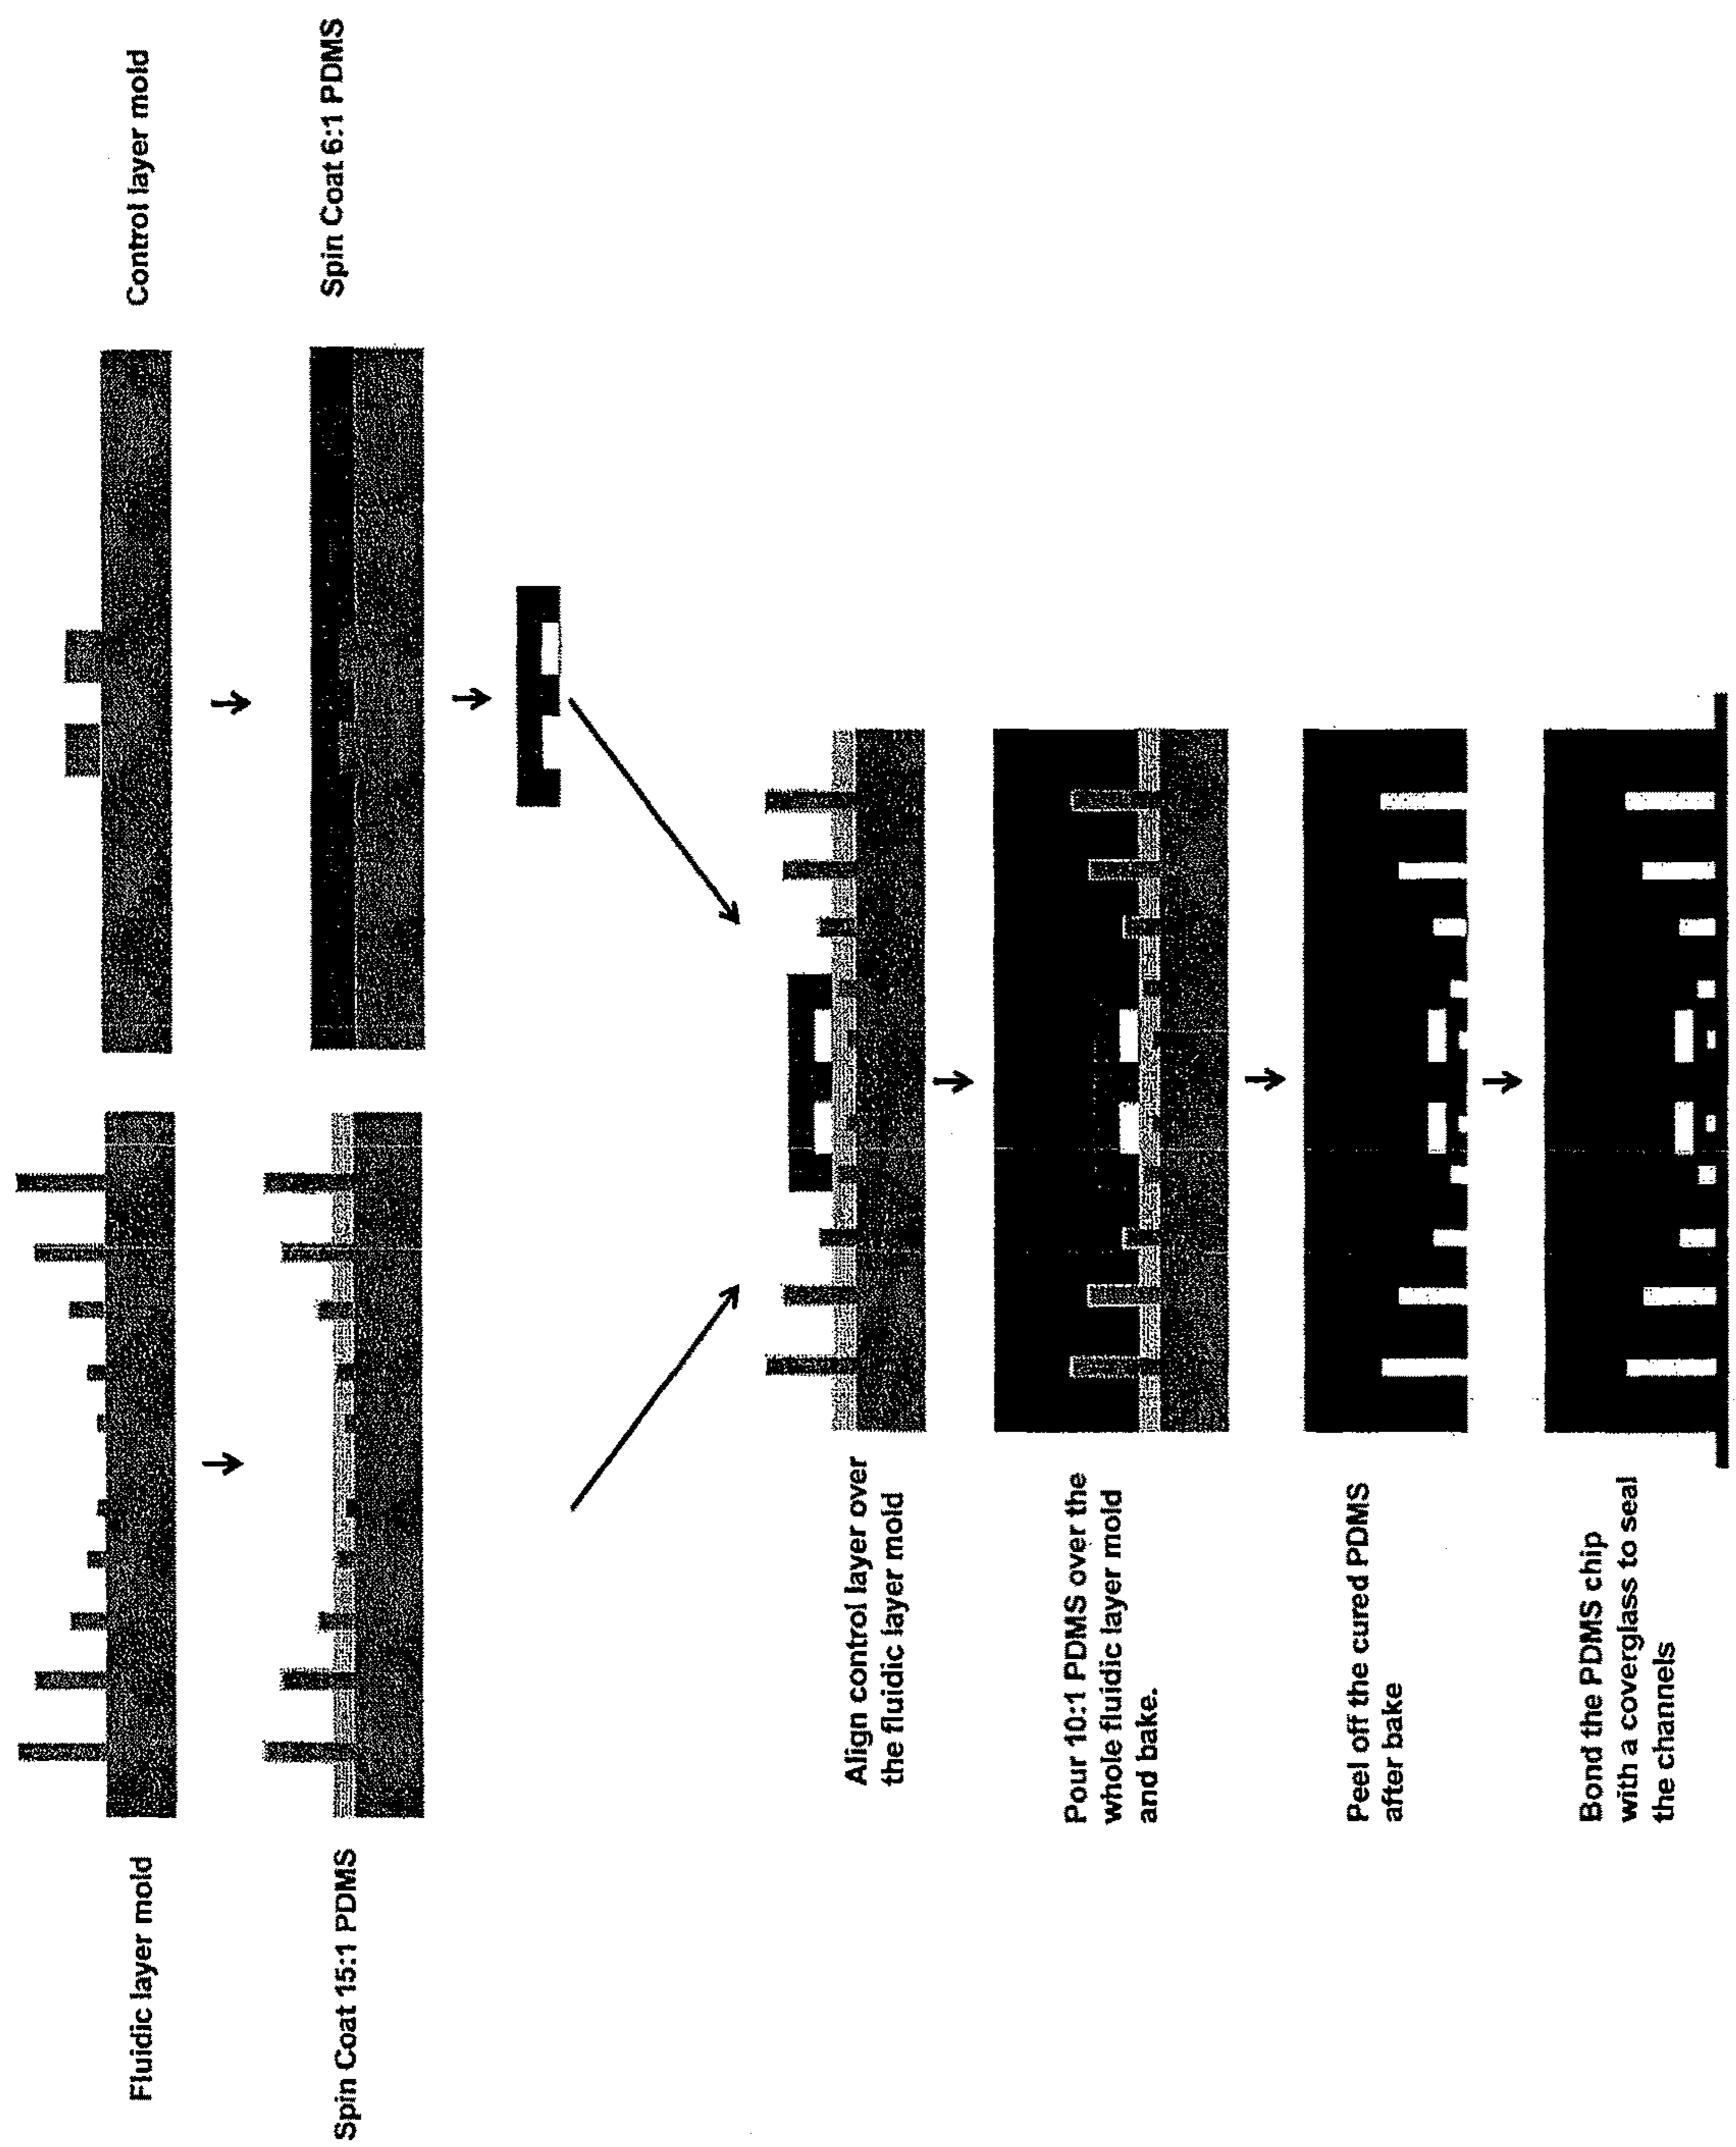 Fluidic layer mold
Control layer mold
Spin Coat 15:1 PDMS
Spin Coat 6:1 PDMS
Align control layer over
the fluidic layer mold
Pour 10:1 PDMS over the
whole fluidic layer mold
and bake.
Peel off the cured PDMS
after bake
Bond the PDMS chip
with a coverglass to seal
the channels